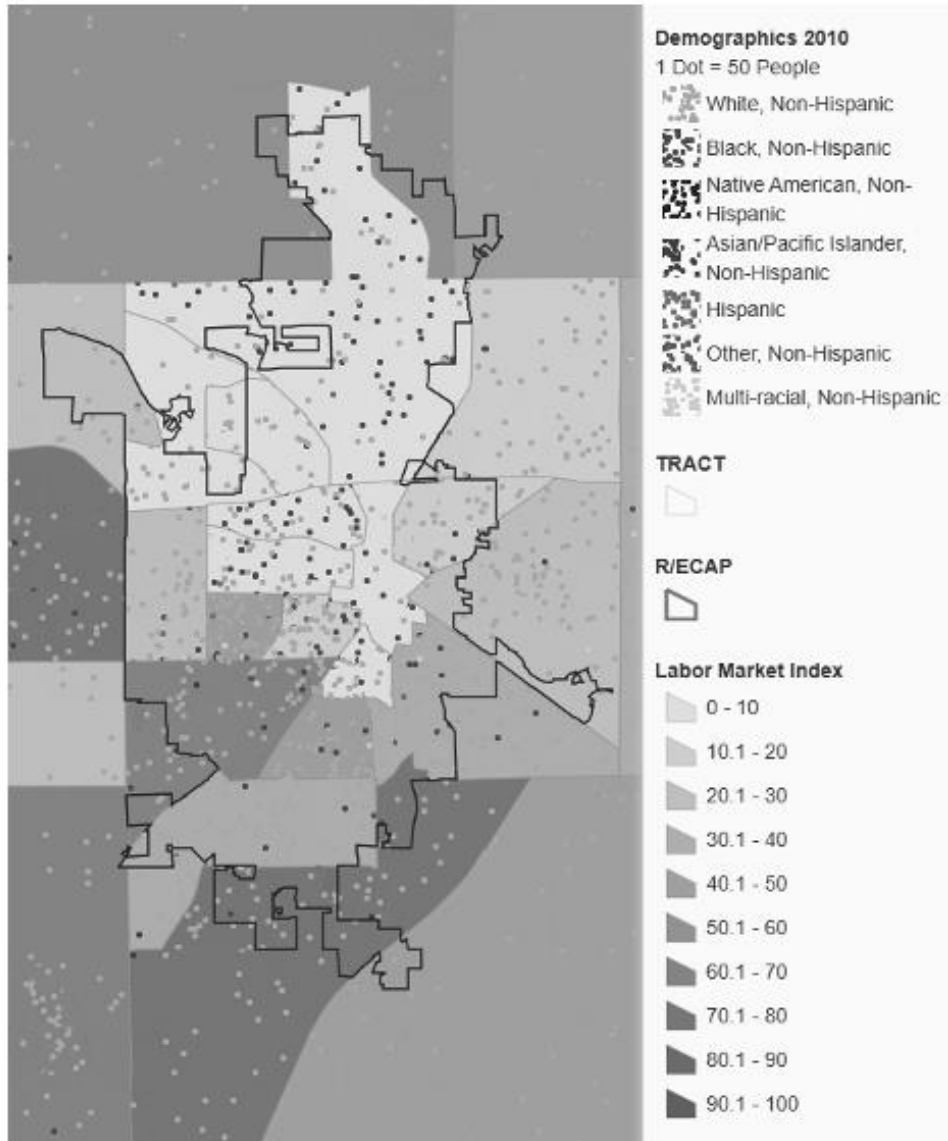 Demographics 2010
1 Dot = 50 People
White, Non-Hispanic
Black, Non-Hispanic
Native American, Non-
Hispanic
Asian/Pacific Islander,
Non-Hispanic
Hispanic
Other, Non-Hispanic
Multi-racial, Non-Hispanic
TRACT
R/ECAP
Labor Market Index
0 - 10
10.1 - 20
20.1 - 30
30.1 - 40
40.1 - 50
50.1 - 60
60.1 - 70
70.1 - 80
80.1 - 90
90.1 - 100